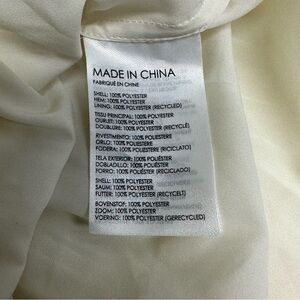 MADE IN CHINA
FABRIQUÉ EN CHINE
SHELL: 100% POLYESTER
HEM: 100% POLYESTER
LINING: 100% POLYESTER (RECYCLED)
TISSU PRINCIPAL: 100% POLYESTER
OURLET: 100% POLYESTER
DOUBLURE: 100% POLYESTER (RECYCLÉ)
RIVESTIMENTO: 100% POLIESTERE
ORLO: 100% POLIESTERE
FODERA: 100% POLIESTERE (RICICLATO)
TELA EXTERIOR: 100% POLIÉSTER
DOBLADILLO: 100% POLIÉSTER
FORRO: 100% POLIÉSTER (RECICLADO)
SHELL: 100% POLYESTER
SAUM: 100% POLYESTER
FUTTER: 100% POLYESTER (RECYCELT)
BOVENSTOF: 100% POLYESTER
ZOOM: 100% POLYESTER
VOERING: 100% POLYESTER (GERECYCLED)